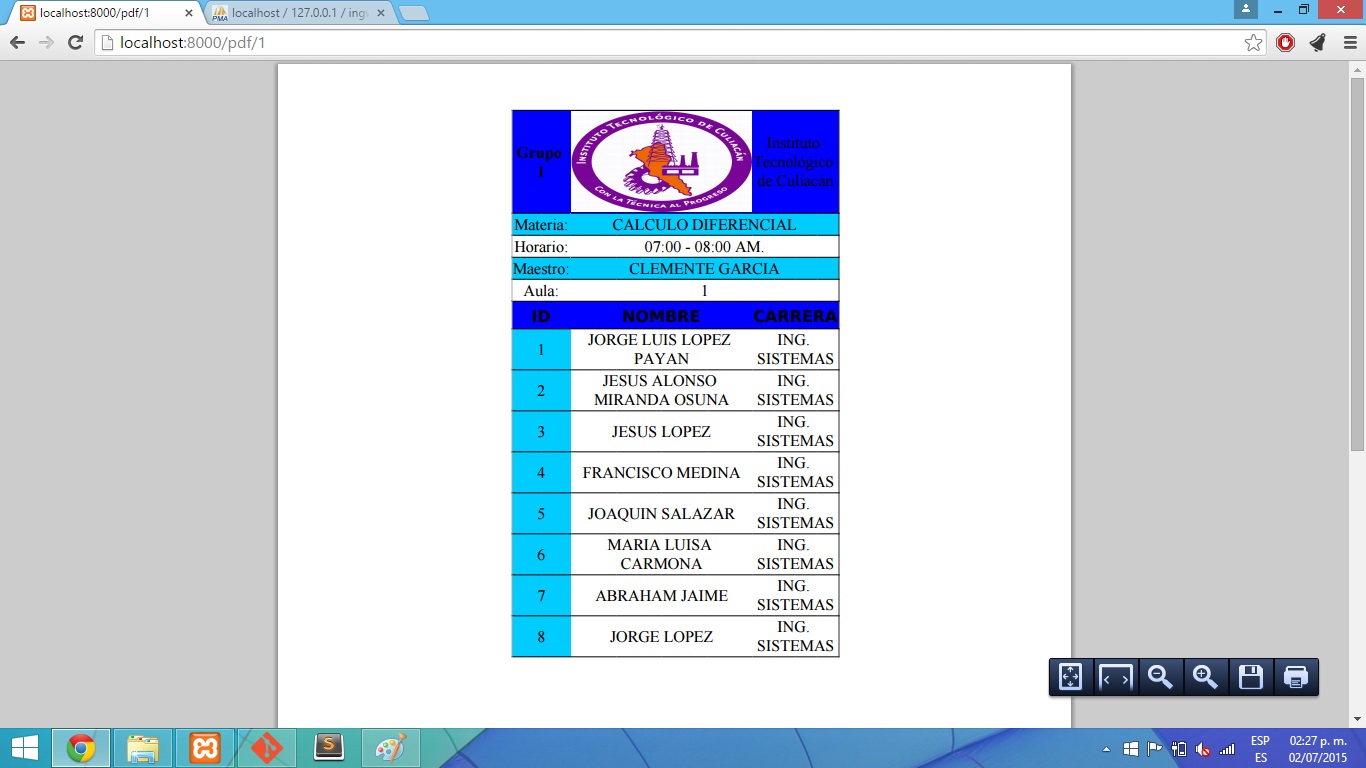 localhost:8000/pdf/1
localhost / 127.0.0.1 / ing
localhost:8000/pdf/1
Grupo
1
INSTITUTO TECNOLÓGICO DE CULIACÁN
CON LA TÉCNICA AL PROGRESO
Instituto
Tecnológico
de Culiacán
Materia: CALCULO DIFERENCIAL
Horario: 07:00 - 08:00 AM.
Maestro: CLEMENTE GARCIA
Aula: 1
ID NOMBRE CARRERA
1 JORGE LUIS LOPEZ PAYAN ING. SISTEMAS
2 JESUS ALONSO MIRANDA OSUNA ING. SISTEMAS
3 JESUS LOPEZ ING. SISTEMAS
4 FRANCISCO MEDINA ING. SISTEMAS
5 JOAQUIN SALAZAR ING. SISTEMAS
6 MARIA LUISA CARMONA ING. SISTEMAS
7 ABRAHAM JAIME ING. SISTEMAS
8 JORGE LOPEZ ING. SISTEMAS
ESP 02:27 p. m.
ES 02/07/2015